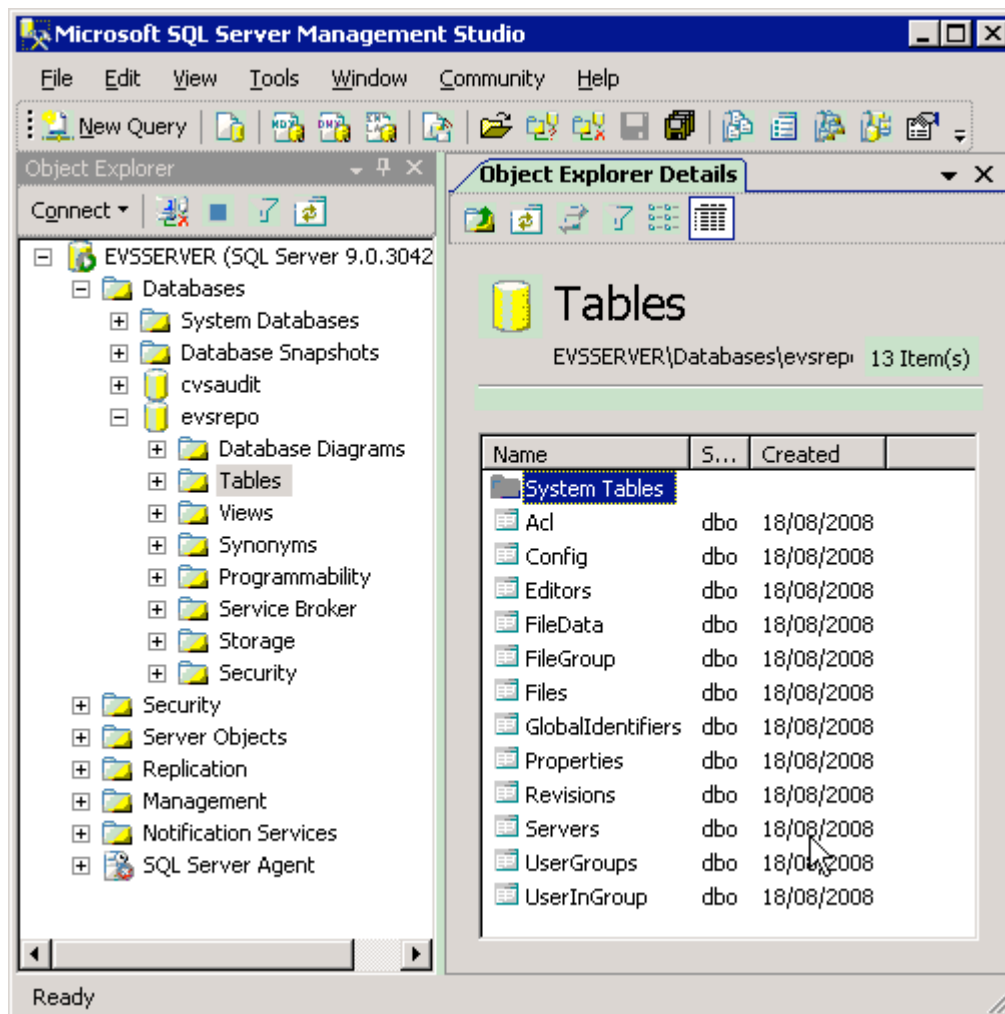 Microsoft SQL Server Management Studio
File Edit View Tools Window Community Help
New Query
Object Explorer
Connect
EVSSERVER (SQL Server 9.0.3042
Databases
System Databases
Database Snapshots
cvsaudit
evsrepo
Database Diagrams
Tables
Views
Synonyms
Programmability
Service Broker
Storage
Security
Security
Server Objects
Replication
Management
Notification Services
SQL Server Agent
Object Explorer Details
Tables
EVSSERVER\Databases\evsrep 13 Item(s)
Name S... Created
System Tables
Acl dbo 18/08/2008
Config dbo 18/08/2008
Editors dbo 18/08/2008
FileData dbo 18/08/2008
FileGroup dbo 18/08/2008
Files dbo 18/08/2008
GlobalIdentifiers dbo 18/08/2008
Properties dbo 18/08/2008
Revisions dbo 18/08/2008
Servers dbo 18/08/2008
UserGroups dbo 18/08/2008
UserInGroup dbo 18/08/2008
Ready